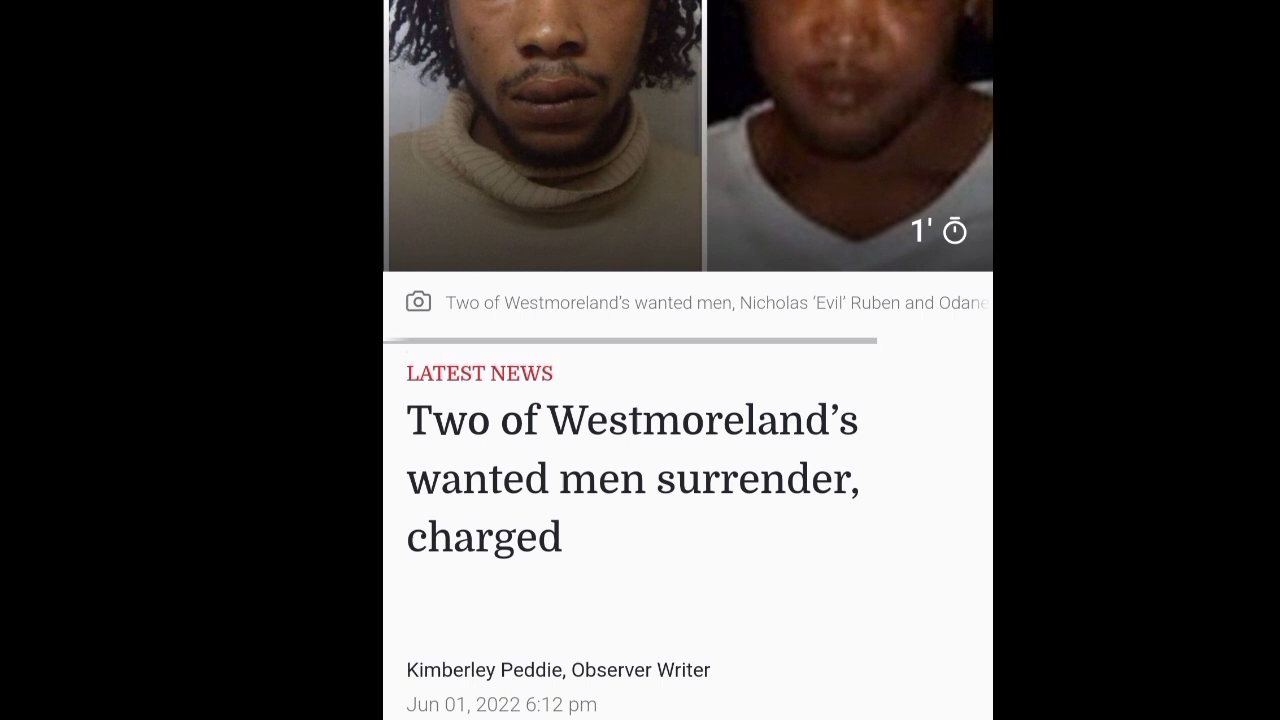 1'
Two of Westmoreland’s wanted men, Nicholas ‘Evil’ Ruben and Odane
LATEST NEWS
Two of Westmoreland’s
wanted men surrender,
charged
Kimberley Peddie, Observer Writer
Jun 01, 2022 6:12 pm